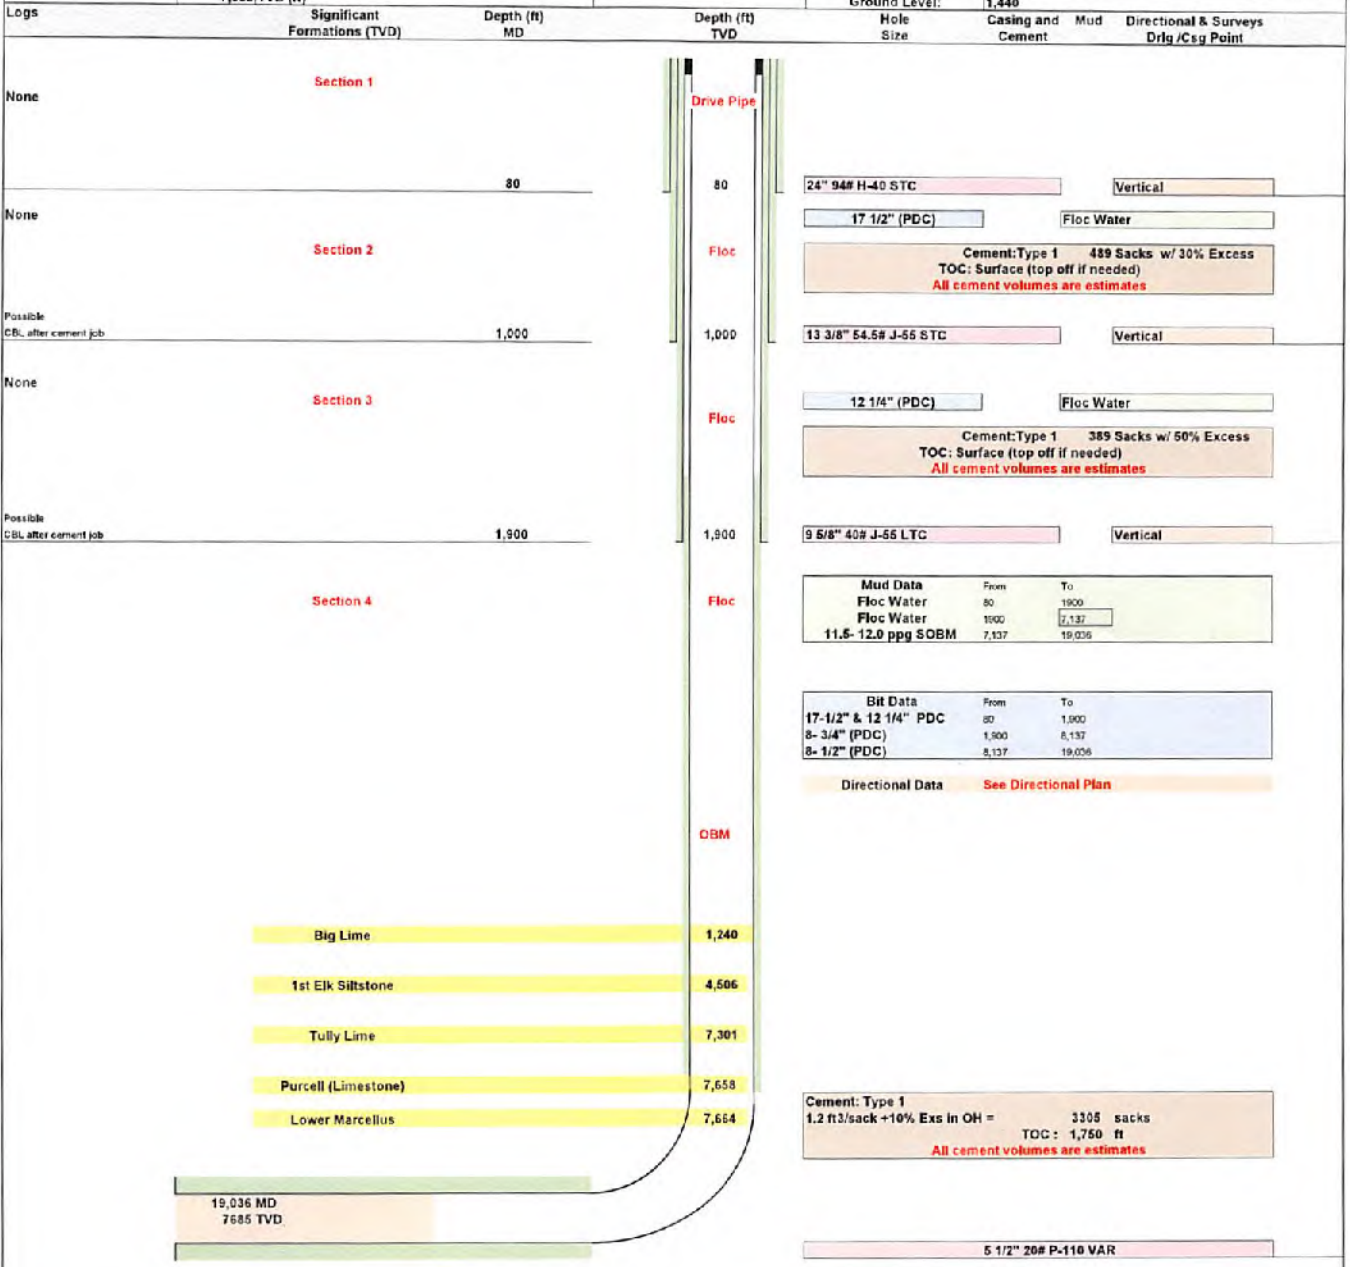 Ground Level: 1,440
Logs Significant Formations (TVD) Depth (ft) MD Depth (ft) TVD Hole Size Casing and Cement Mud Directional & Surveys Drlg /Csg Point
Section 1
None
Drive Pipe
80 80 24" 94# H-40 STC Vertical
None 17 1/2" (PDC) Floc Water
Section 2 Floc
Cement:Type 1 489 Sacks w/ 30% Excess
TOC: Surface (top off if needed)
All cement volumes are estimates
Possible
CBL after cement job 1,000 1,000 13 3/8" 54.5# J-55 STC Vertical
None
Section 3 12 1/4" (PDC) Floc Water
Floc
Cement:Type 1 389 Sacks w/ 50% Excess
TOC: Surface (top off if needed)
All cement volumes are estimates
Possible
CBL after cement job 1,900 1,900 9 5/8" 40# J-55 LTC Vertical
Section 4 Floc
Mud Data From To
Floc Water 80 1900
Floc Water 1900 7,137
11.5- 12.0 ppg SOBM 7,137 19,036
Bit Data From To
17-1/2" & 12 1/4" PDC 80 1,900
8- 3/4" (PDC) 1,900 8,137
8- 1/2" (PDC) 8,137 19,036
Directional Data See Directional Plan
OBM
Big Lime 1,240
1st Elk Siltstone 4,506
Tully Lime 7,301
Purcell (Limestone) 7,658
Lower Marcellus 7,664
Cement: Type 1
1.2 ft3/sack +10% Exs in OH = 3305 sacks
TOC : 1,750 ft
All cement volumes are estimates
19,036 MD
7685 TVD
5 1/2" 20# P-110 VAR